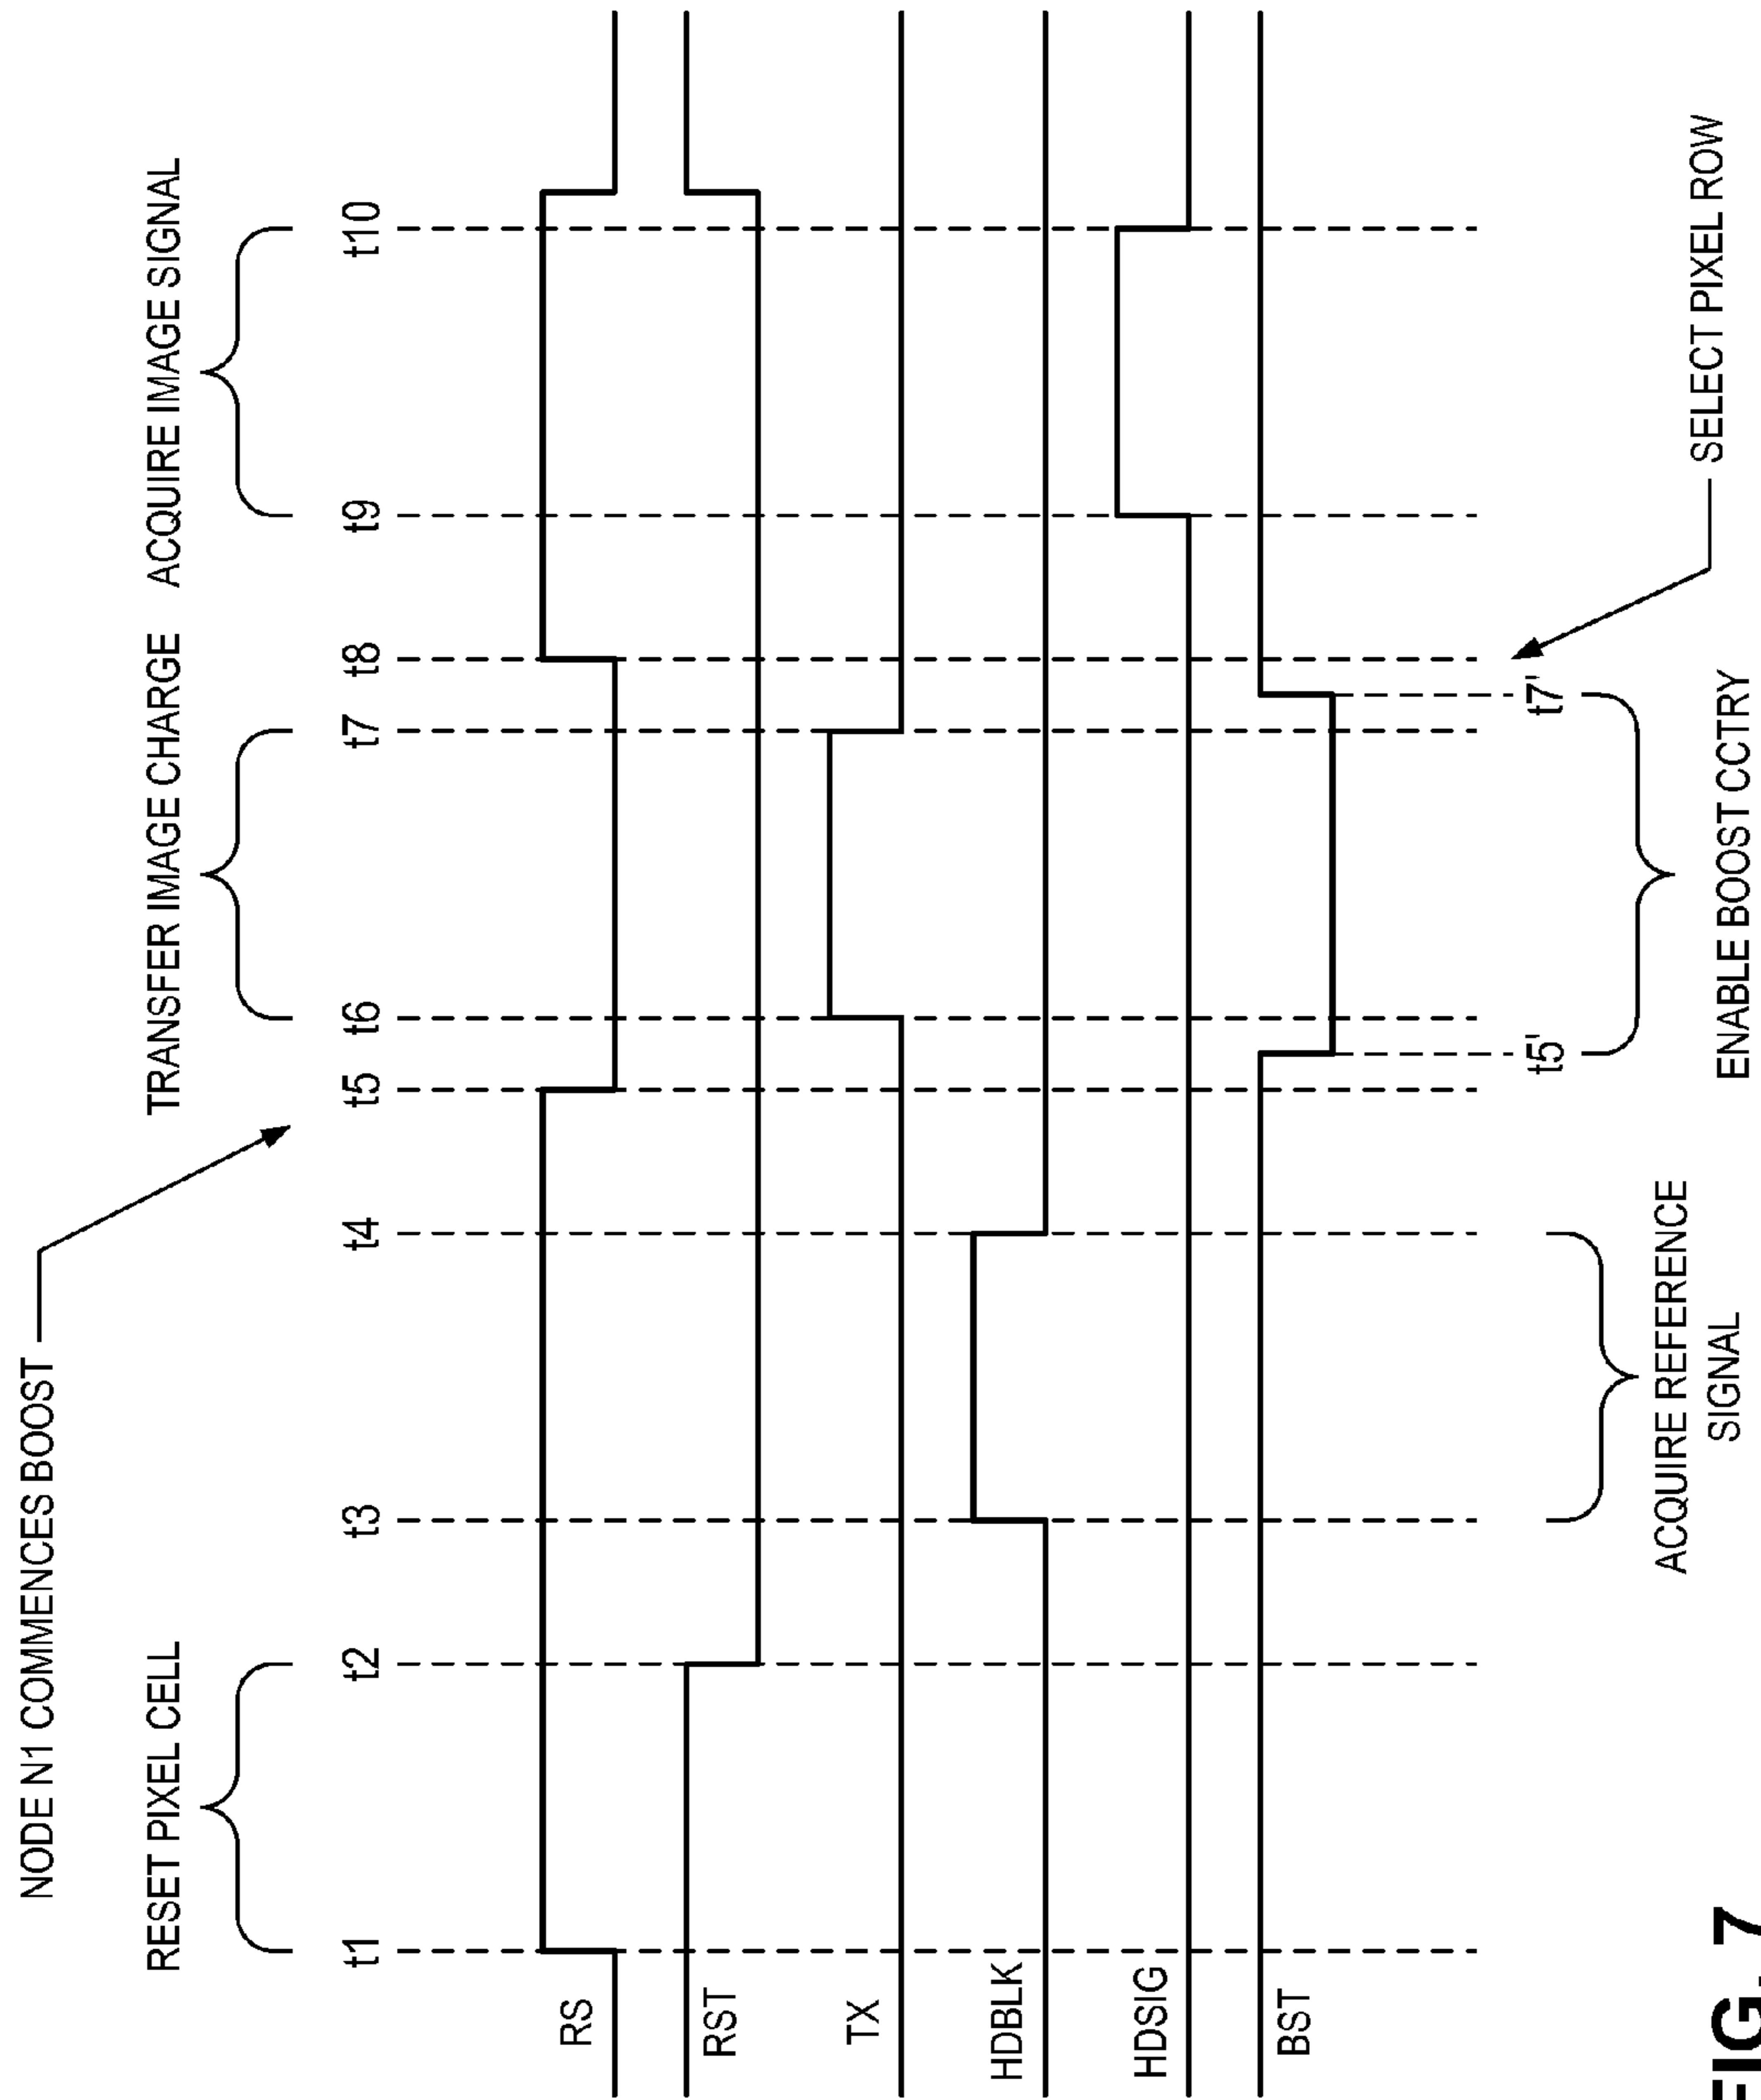 NODE N1 COMMENCES BOOST
RESET PIXEL CELL
TRANSFER IMAGE CHARGE
ACQUIRE IMAGE SIGNAL
t1
t2
t3
t4
t5
t6
t7
t8
t9
t10
RS
RST
TX
HDBLK
HDSIG
BST
t5'
t7'
ACQUIRE REFERENCE
SIGNAL
ENABLE BOOST CCTRY
SELECT PIXEL ROW
FIG. 7